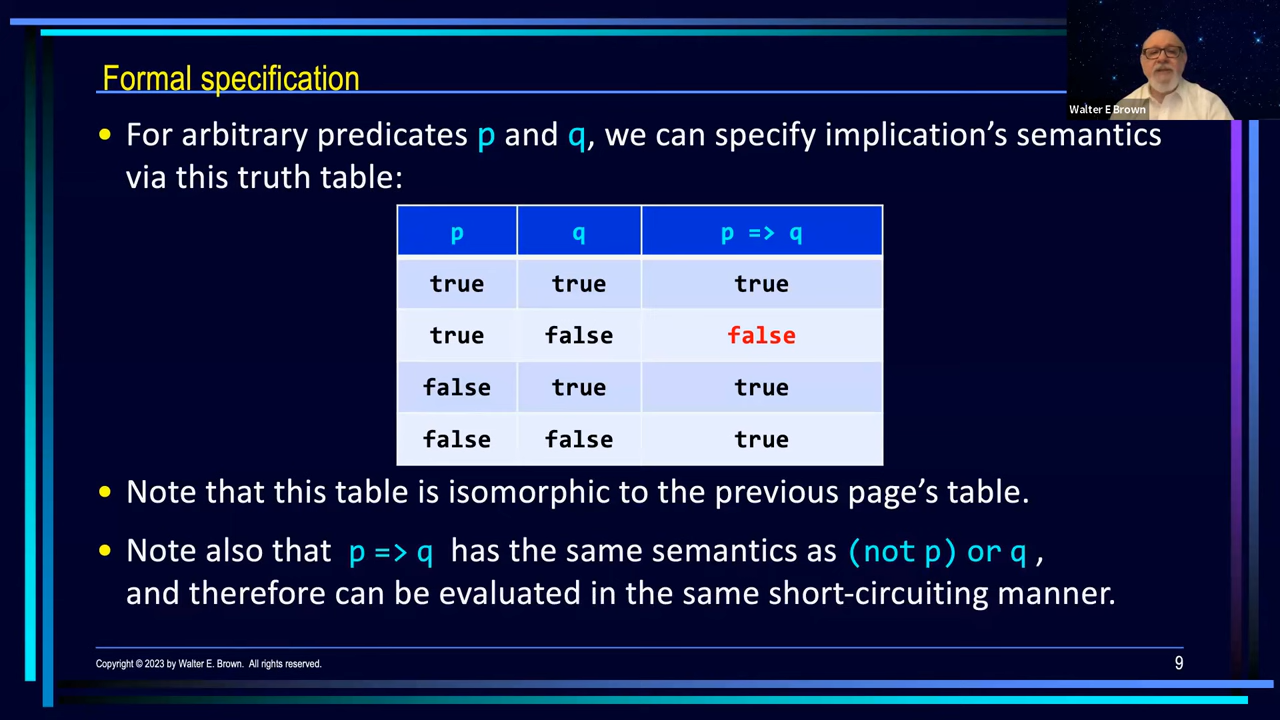 Formal specification
Walter E Brown
• For arbitrary predicates p and q, we can specify implication’s semantics
via this truth table:
p q p => q
true true true
true false false
false true true
false false true
• Note that this table is isomorphic to the previous page’s table.
• Note also that p => q has the same semantics as (not p) or q ,
and therefore can be evaluated in the same short-circuiting manner.
Copyright © 2023 by Walter E. Brown. All rights reserved.
9